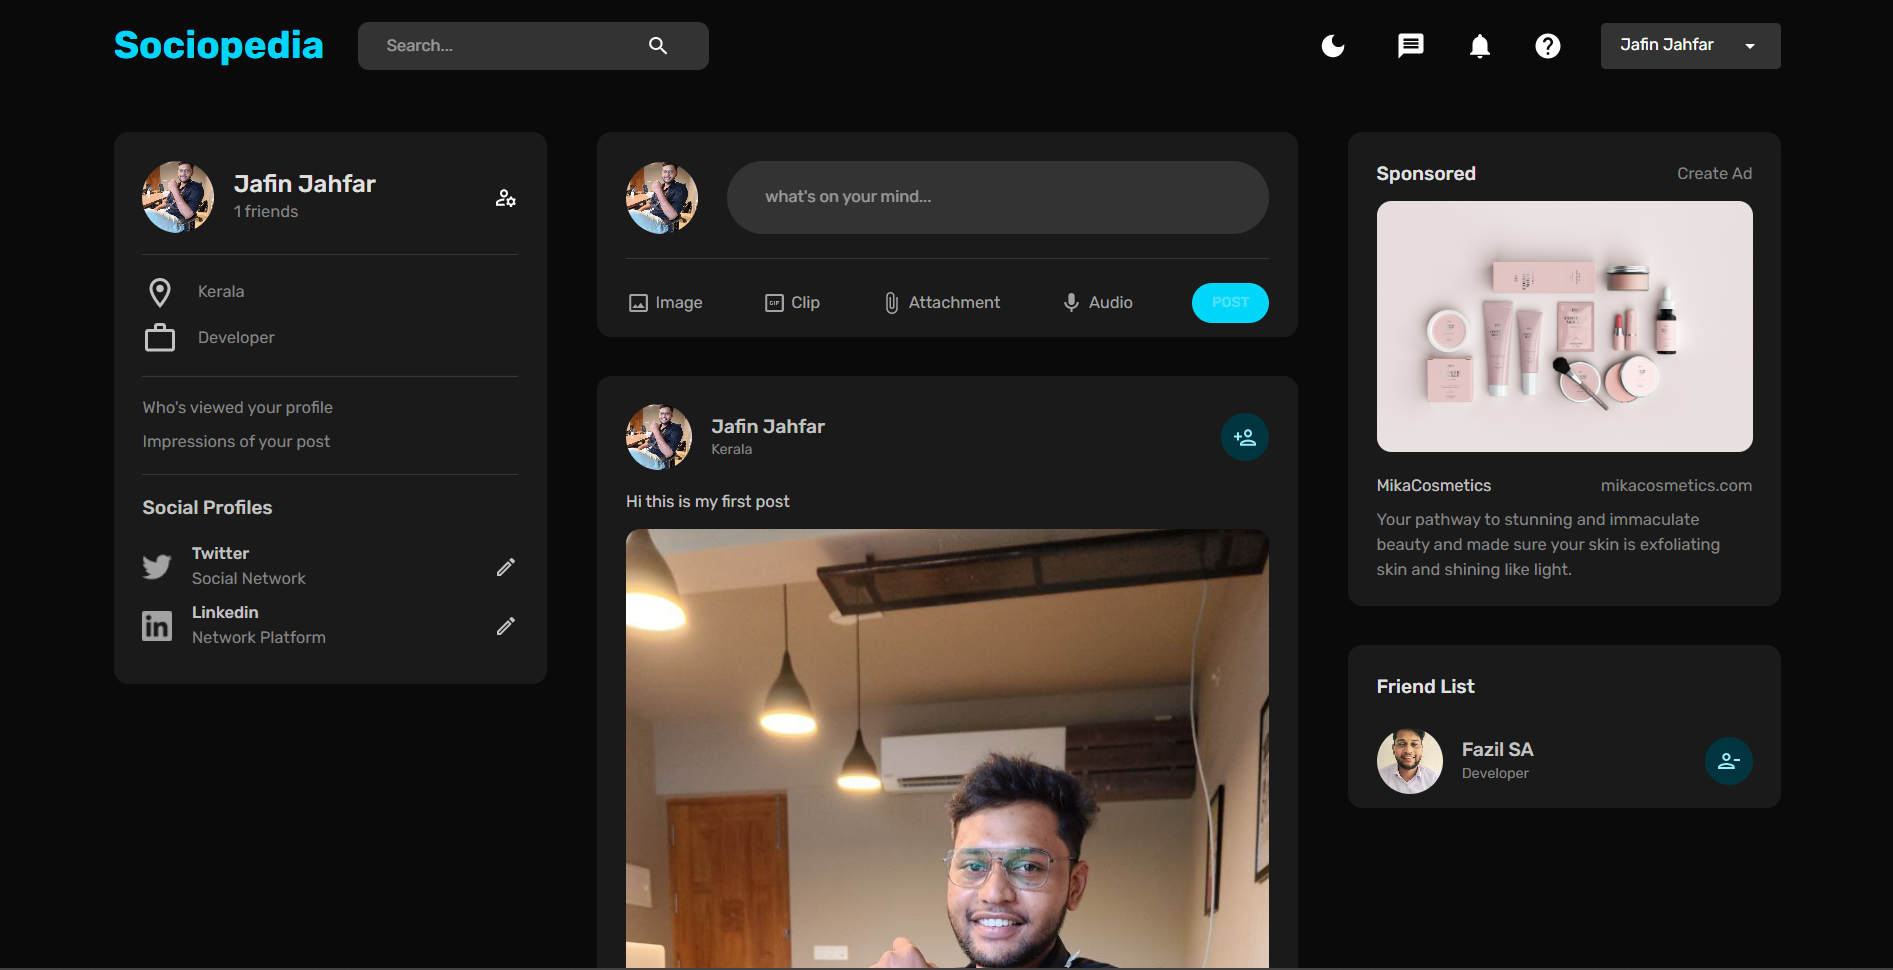 Sociopedia
Search...
Jafin Jahfar
Jafin Jahfar
1 friends
Kerala
Developer
Who's viewed your profile
Impressions of your post
Social Profiles
Twitter
Social Network
Linkedin
Network Platform
what's on your mind...
Image
GIF Clip
Attachment
Audio
POST
Jafin Jahfar
Kerala
Hi this is my first post
Sponsored
Create Ad
MikaCosmetics
mikacosmetics.com
Your pathway to stunning and immaculate
beauty and made sure your skin is exfoliating
skin and shining like light.
Friend List
Fazil SA
Developer